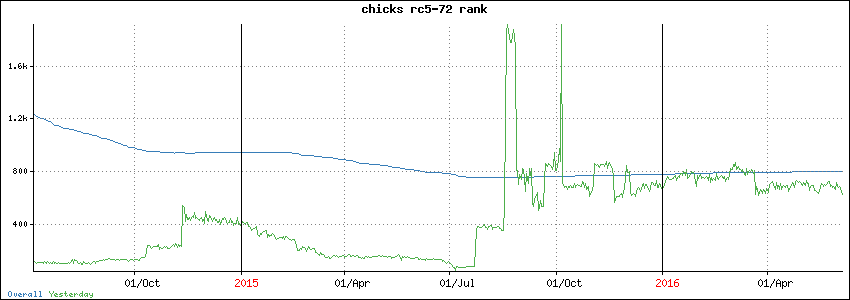 chicks rc5-72 rank
1.6k
1.2k
800
400
01/Oct 2015 01/Apr 01/Jul 01/Oct 2016 01/Apr
Overall Yesterday